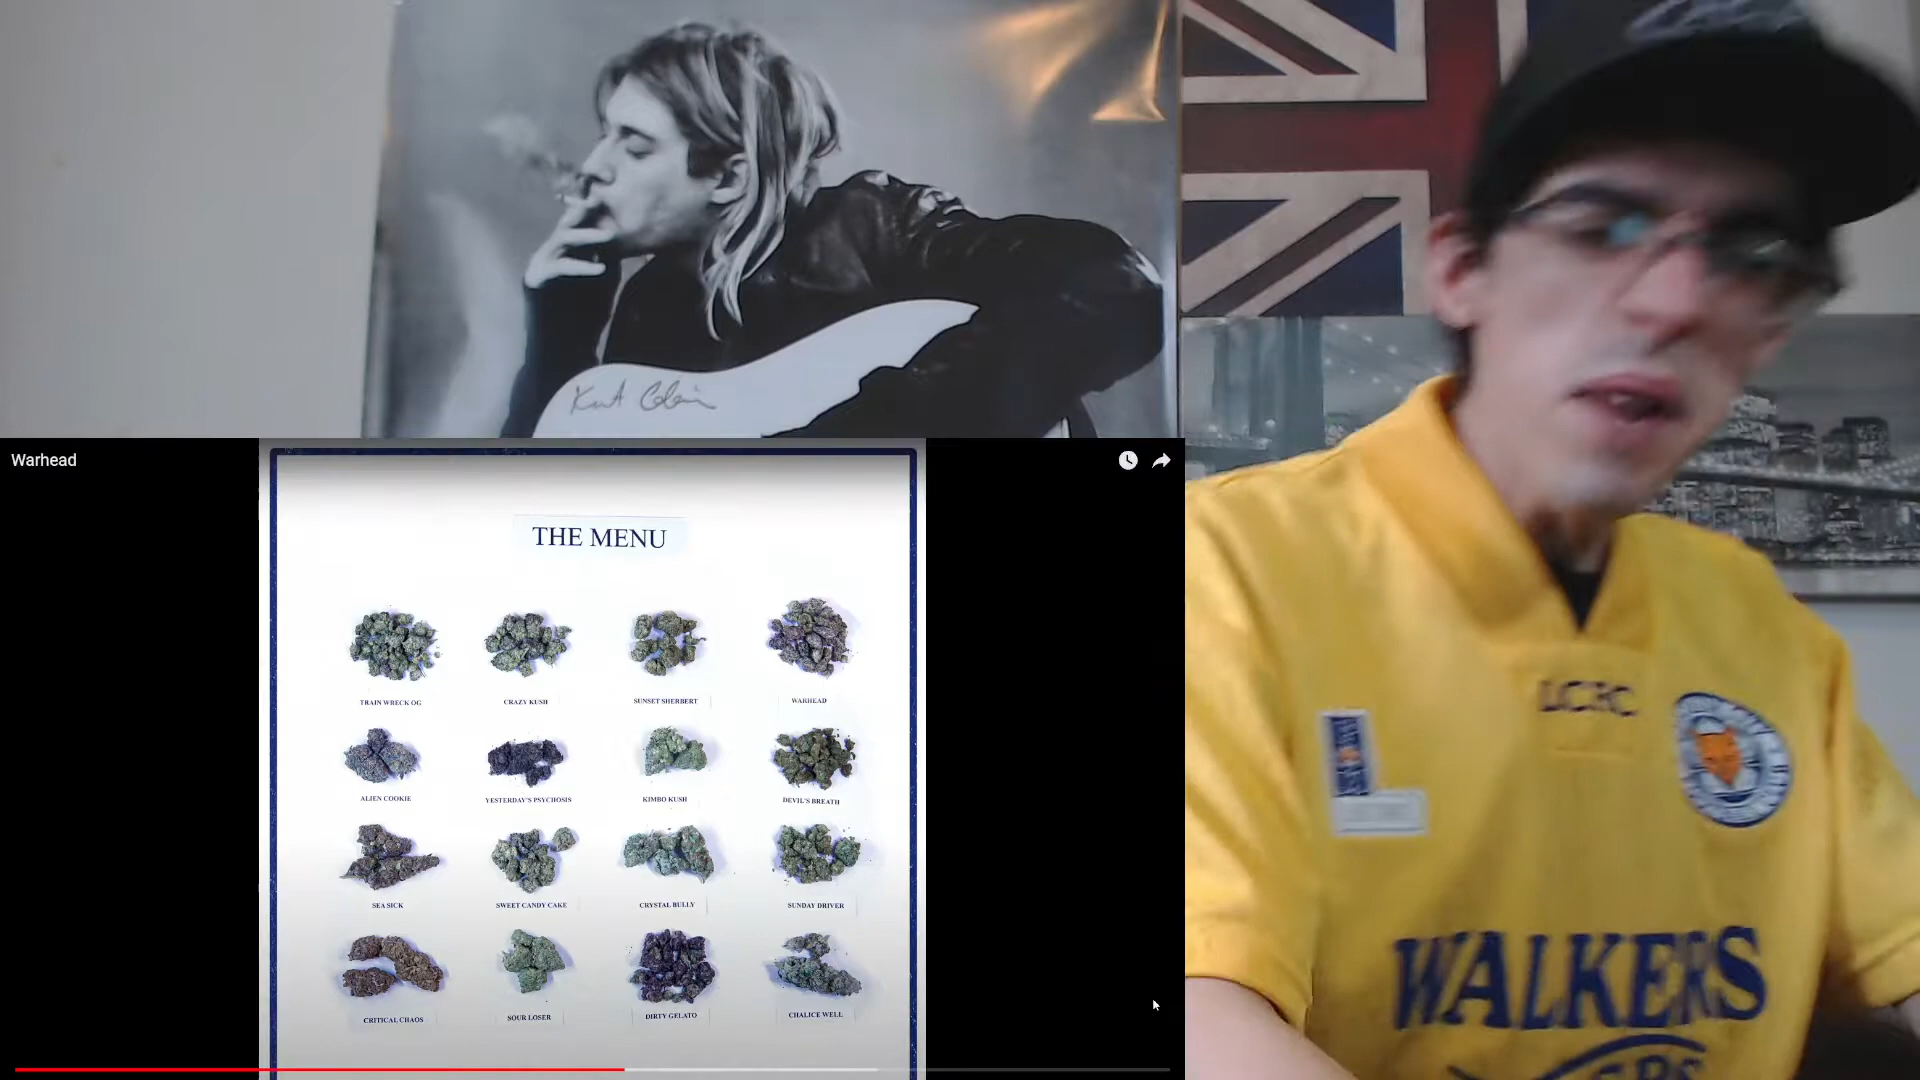 Kurt Cobain
Warhead
THE MENU
TRAIN WRECK OG
CRAZY KUSH
SUNSET SHERBERT
WARHEAD
ALIEN COOKIE
YESTERDAY'S PSYCHOSIS
KIMBO KUSH
DEVIL'S BREATH
SEA SICK
SWEET CANDY CAKE
CRYSTAL BULLY
SUNDAY DRIVER
CRITICAL CHAOS
SOUR LOSER
DIRTY GELATO
CHALICE WELL
LCFC
WALKERS